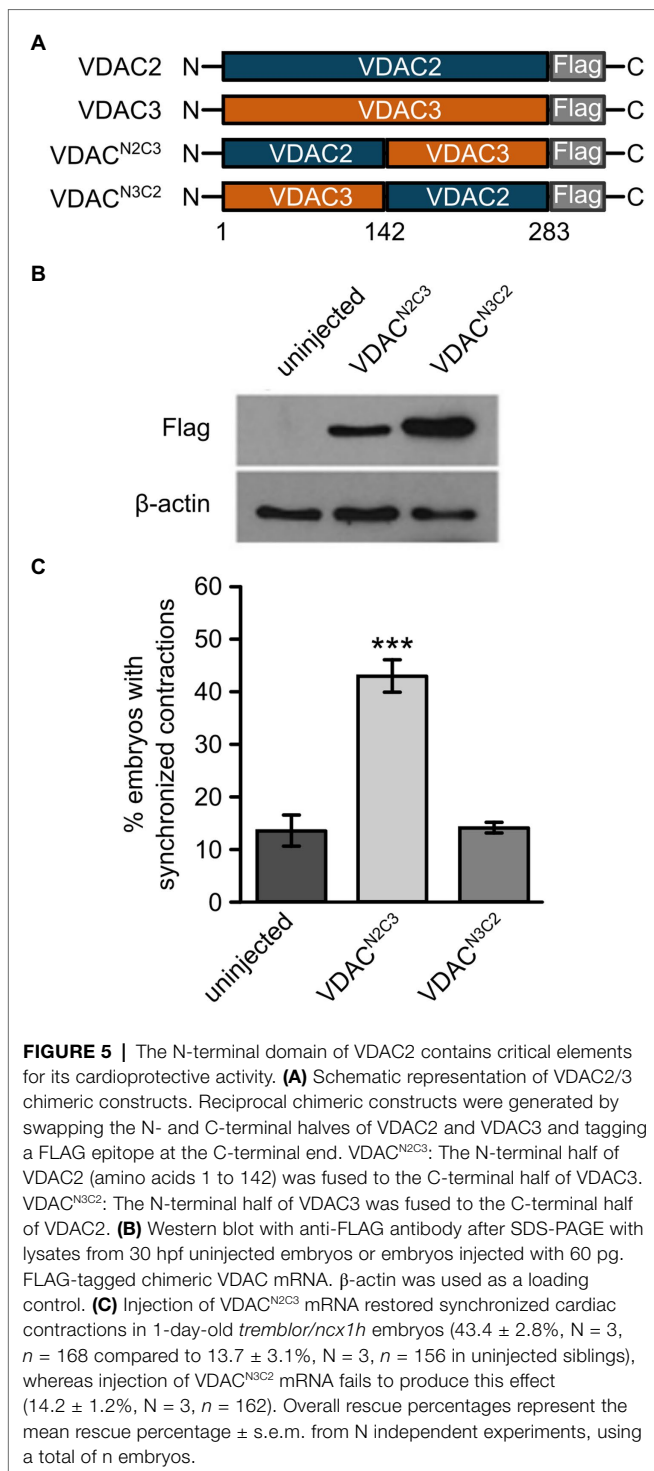 A
VDAC2 N VDAC2 Flag C
VDAC3 N VDAC3 Flag C
VDACN2C3 N VDAC2 VDAC3 Flag C
VDACN3C2 N VDAC3 VDAC2 Flag C
1 142 283
B
uninjected VDACN2C3 VDACN3C2
Flag
β-actin
C
% embryos with
synchronized contractions
60
50
40
30
20
10
0
***
uninjected VDACN2C3 VDACN3C2
FIGURE 5 | The N-terminal domain of VDAC2 contains critical elements
for its cardioprotective activity. (A) Schematic representation of VDAC2/3
chimeric constructs. Reciprocal chimeric constructs were generated by
swapping the N- and C-terminal halves of VDAC2 and VDAC3 and tagging
a FLAG epitope at the C-terminal end. VDACN2C3: The N-terminal half of
VDAC2 (amino acids 1 to 142) was fused to the C-terminal half of VDAC3.
VDACN3C2: The N-terminal half of VDAC3 was fused to the C-terminal half
of VDAC2. (B) Western blot with anti-FLAG antibody after SDS-PAGE with
lysates from 30 hpf uninjected embryos or embryos injected with 60 pg.
FLAG-tagged chimeric VDAC mRNA. β-actin was used as a loading
control. (C) Injection of VDACN2C3 mRNA restored synchronized cardiac
contractions in 1-day-old tremblor/ncx1h embryos (43.4 ± 2.8%, N = 3,
n = 168 compared to 13.7 ± 3.1%, N = 3, n = 156 in uninjected siblings),
whereas injection of VDACN3C2 mRNA fails to produce this effect
(14.2 ± 1.2%, N = 3, n = 162). Overall rescue percentages represent the
mean rescue percentage ± s.e.m. from N independent experiments, using
a total of n embryos.